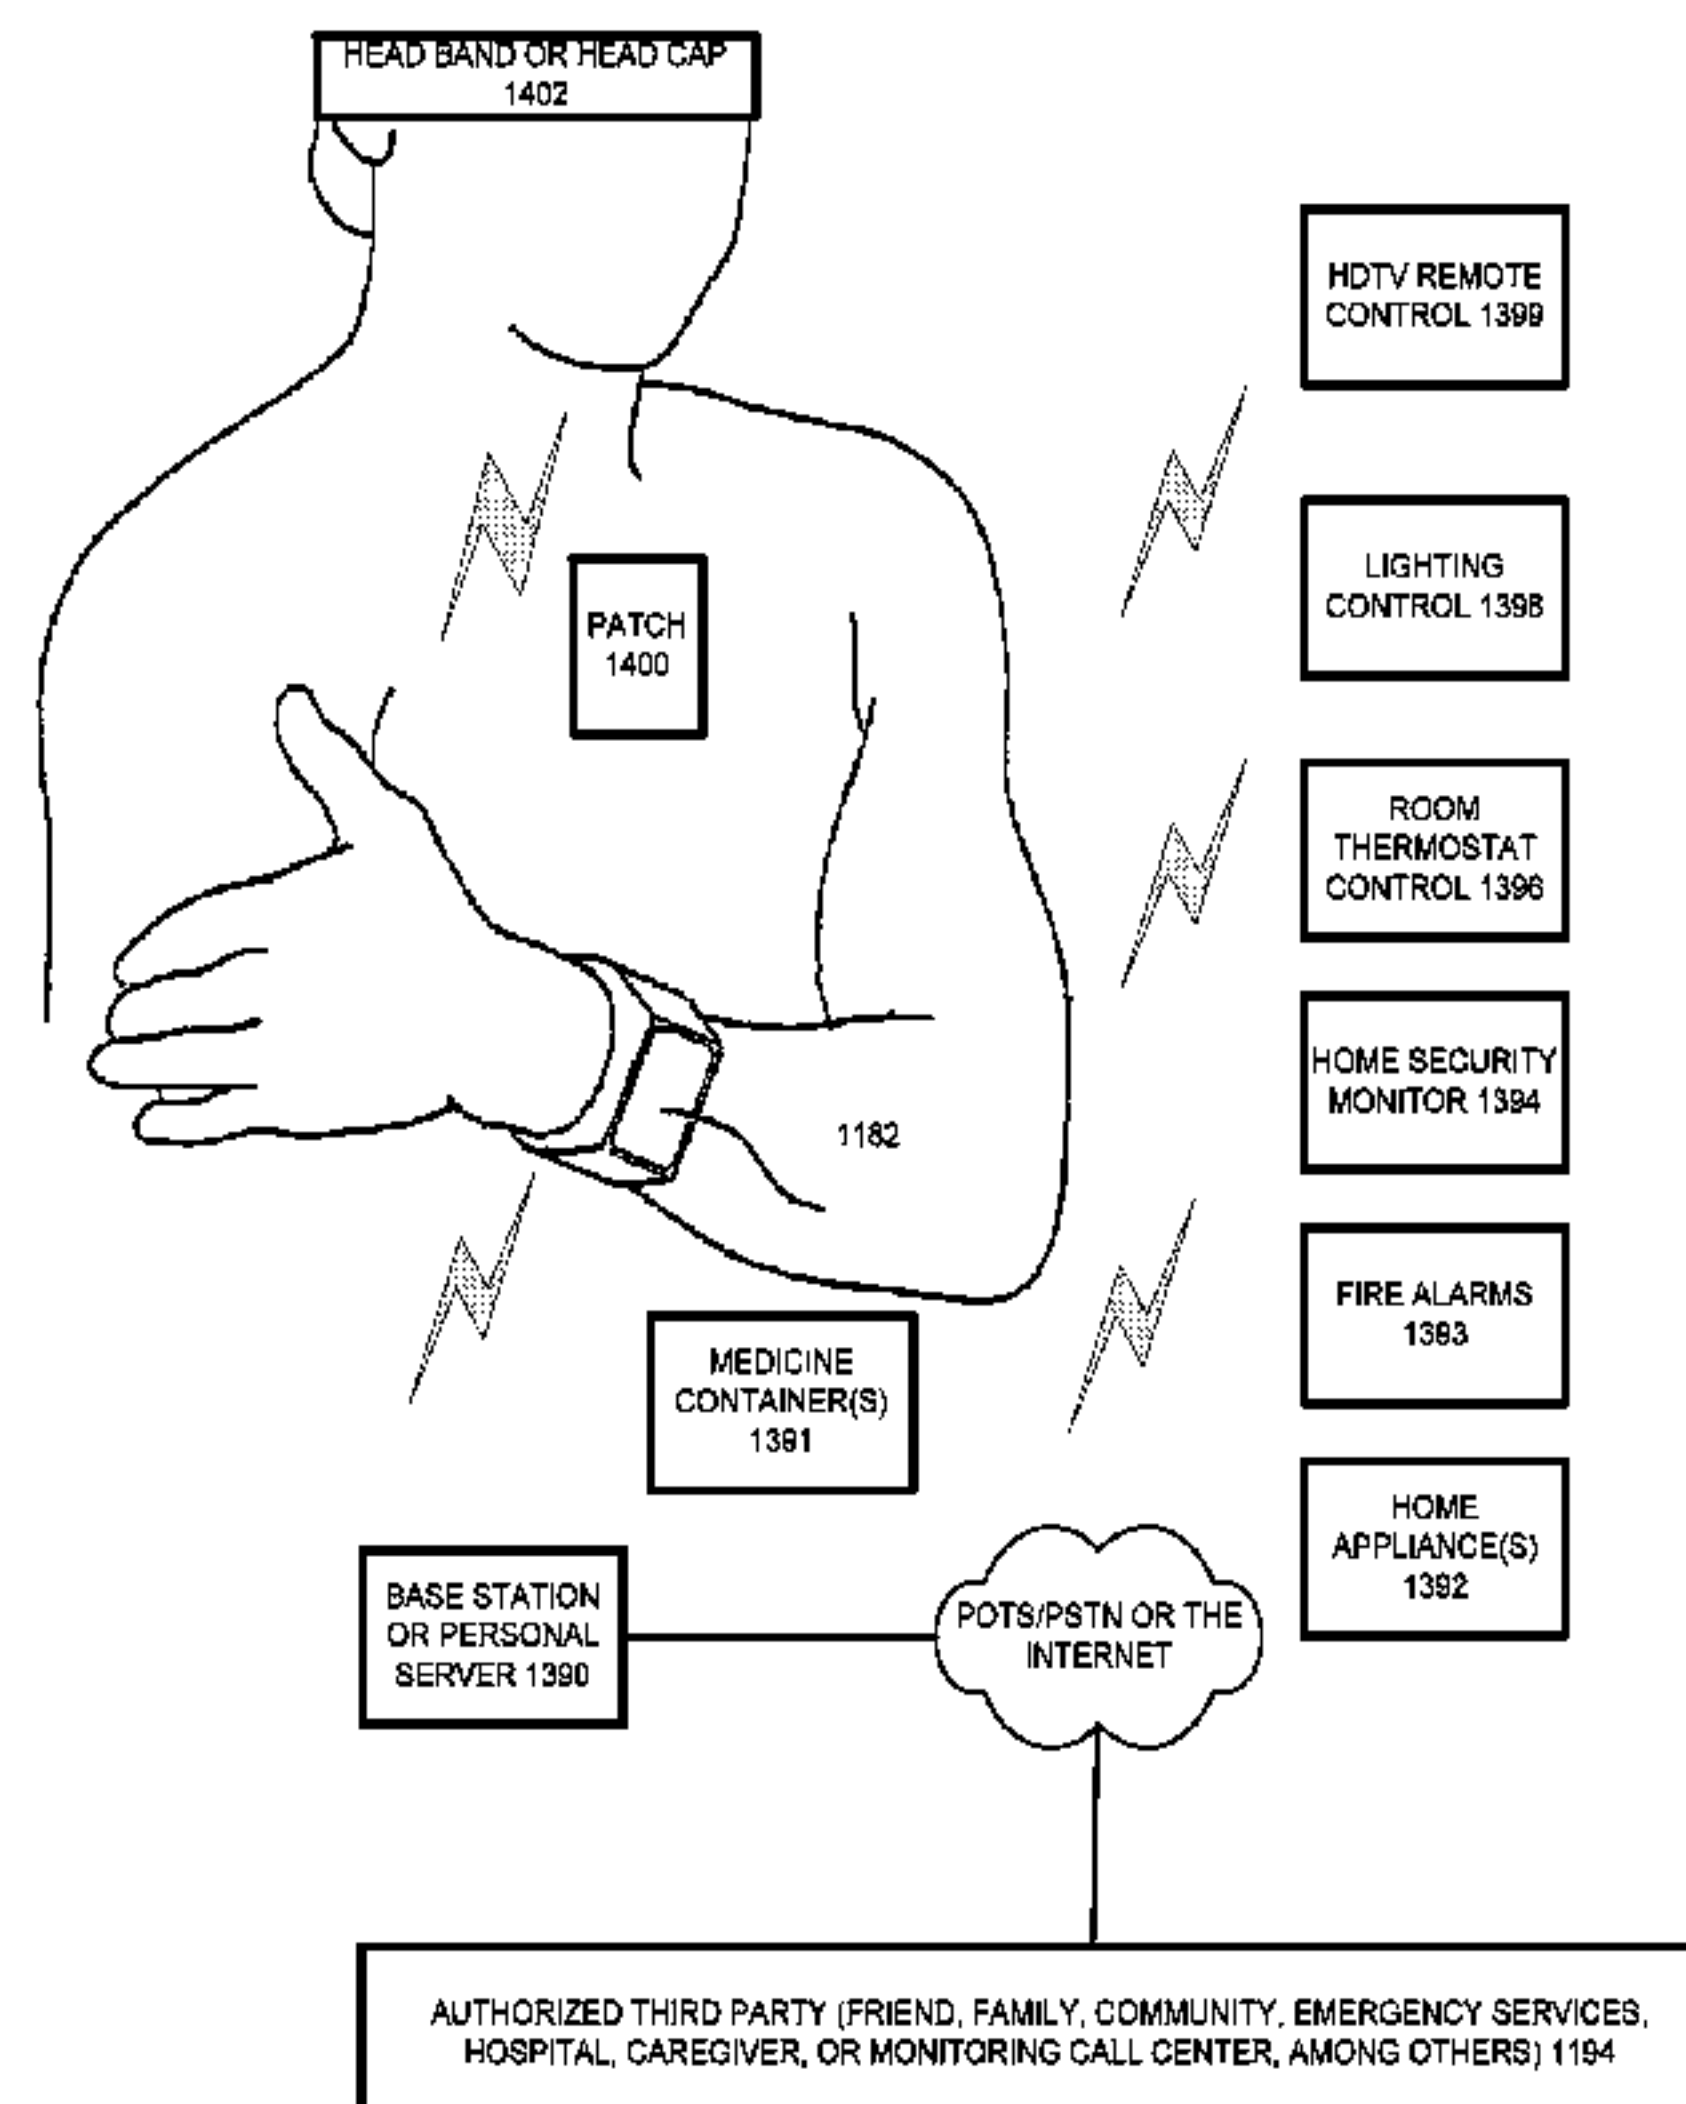 HEAD BAND OR HEAD CAP
1402
HDTV REMOTE
CONTROL 1399
LIGHTING
CONTROL 1398
PATCH
1400
ROOM
THERMOSTAT
CONTROL 1396
HOME SECURITY
MONITOR 1394
1182
FIRE ALARMS
1393
MEDICINE
CONTAINER(S)
1391
HOME
APPLIANCE(S)
1392
BASE STATION
OR PERSONAL
SERVER 1390
POTS/PSTN OR THE
INTERNET
AUTHORIZED THIRD PARTY (FRIEND, FAMILY, COMMUNITY, EMERGENCY SERVICES,
HOSPITAL, CAREGIVER, OR MONITORING CALL CENTER, AMONG OTHERS) 1194